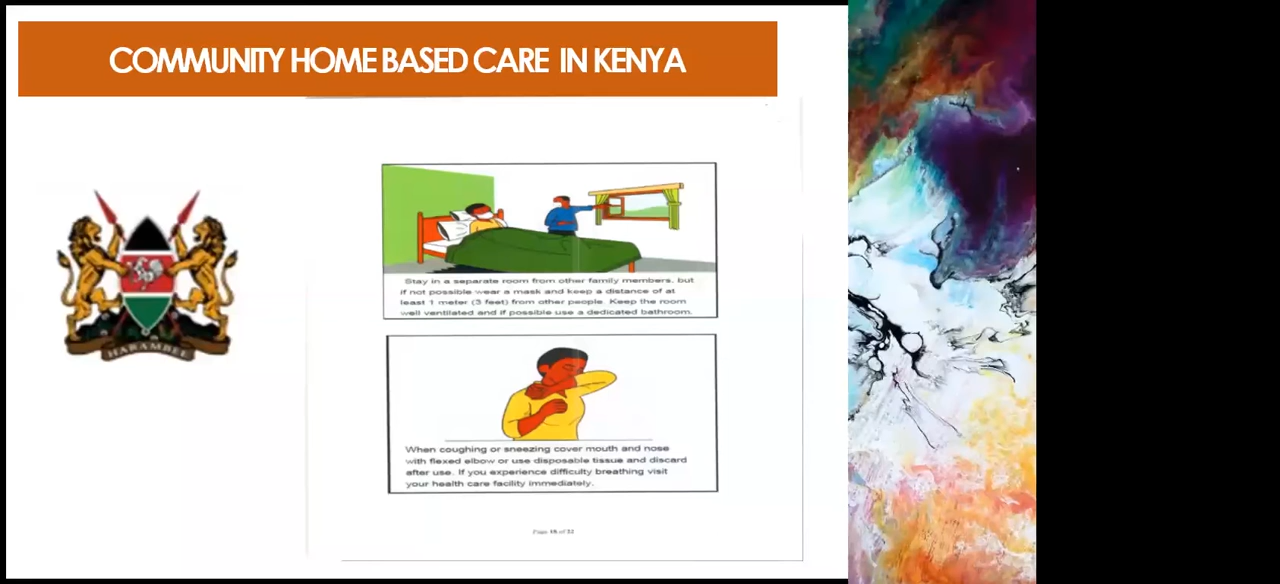 COMMUNITY HOME BASED CARE IN KENYA
HARAMBEE
Stay in a separate room from other family members, but
if not possible wear a mask and keep a distance of at
least 1 meter (3 feet) from other people. Keep the room
well ventilated and if possible use a dedicated bathroom.
When coughing or sneezing cover mouth and nose
with flexed elbow or use disposable tissue and discard
after use. If you experience difficulty breathing visit
your health care facility immediately.
Page of 32